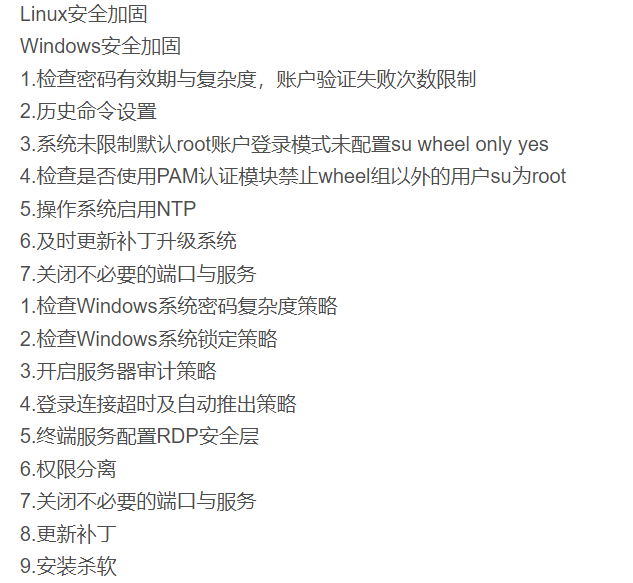 Linux安全加固
Windows安全加固
1.检查密码有效期与复杂度，账户验证失败次数限制
2.历史命令设置
3.系统未限制默认root账户登录模式未配置su wheel only yes
4.检查是否使用PAM认证模块禁止wheel组以外的用户su为root
5.操作系统启用NTP
6.及时更新补丁升级系统
7.关闭不必要的端口与服务
1.检查Windows系统密码复杂度策略
2.检查Windows系统锁定策略
3.开启服务器审计策略
4.登录连接超时及自动推出策略
5.终端服务配置RDP安全层
6.权限分离
7.关闭不必要的端口与服务
8.更新补丁
9.安装杀软